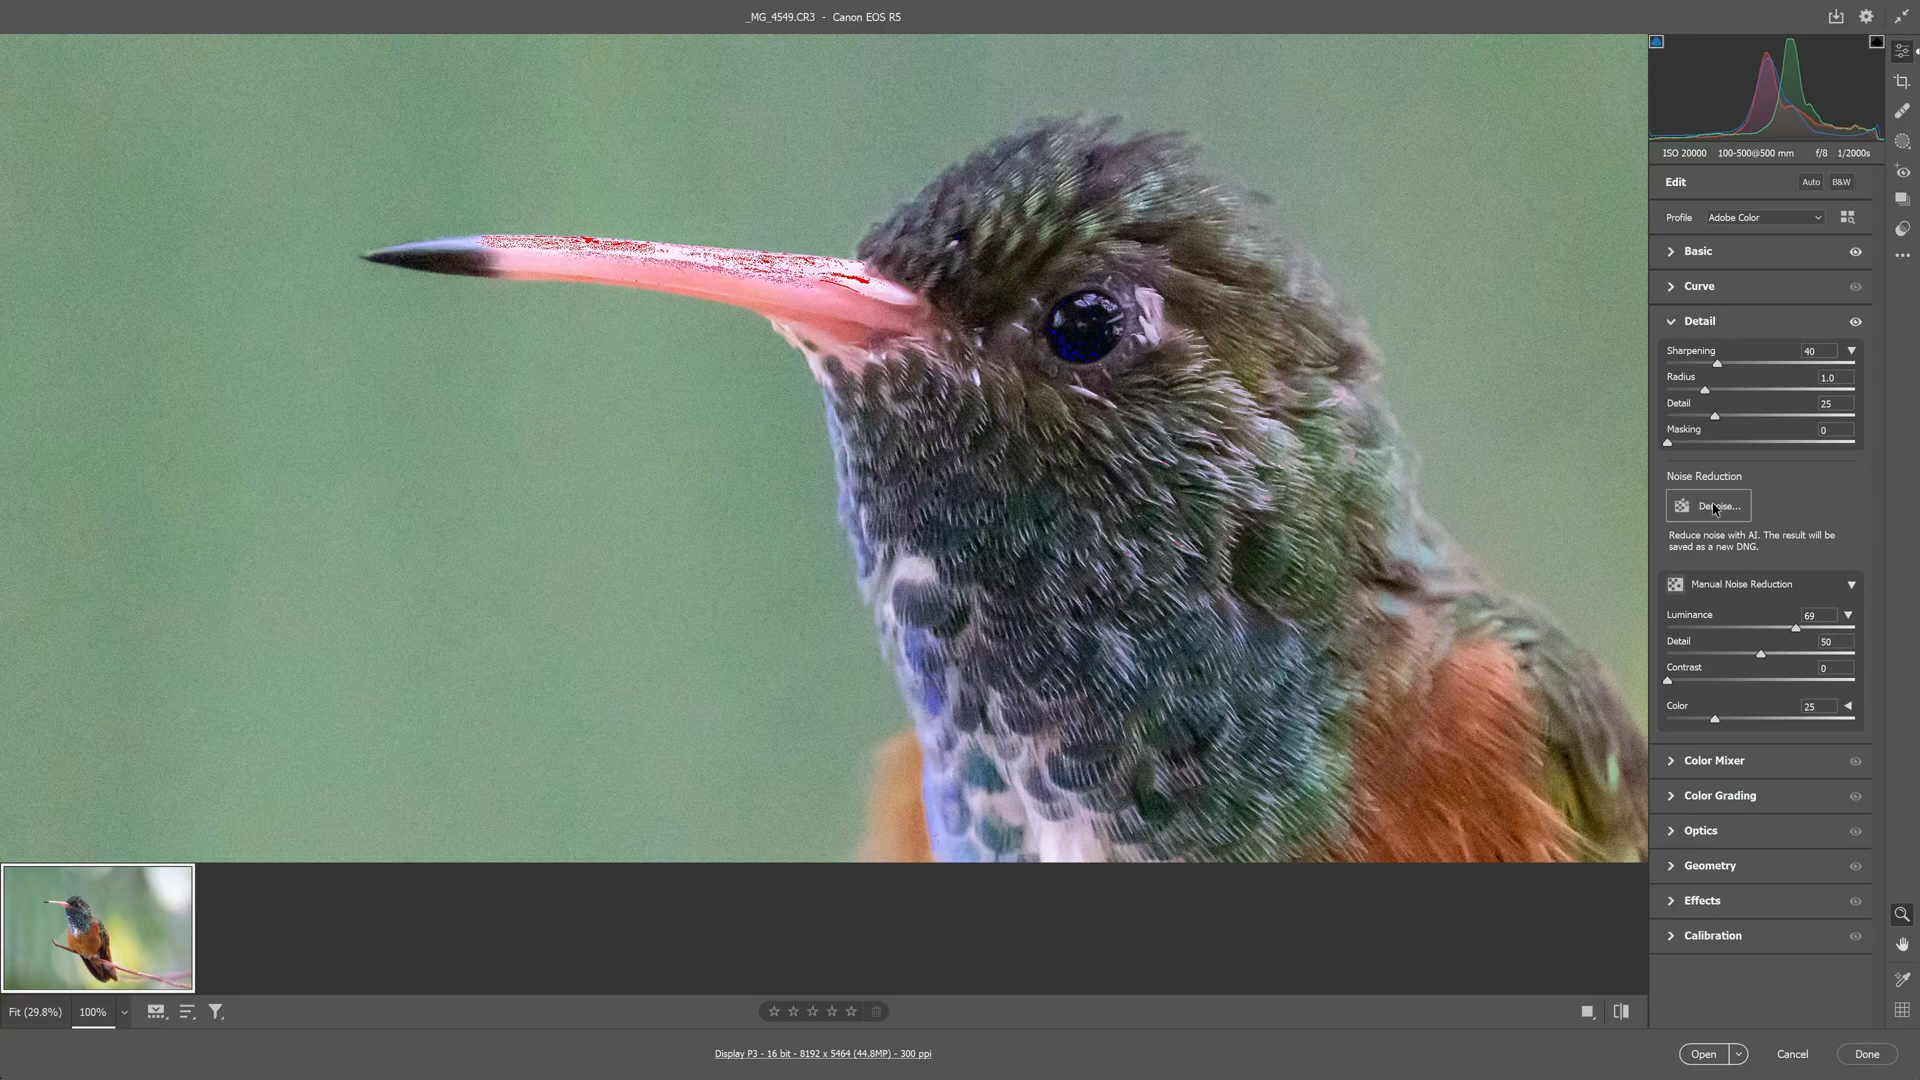 _MG_4549.CR3 - Canon EOS R5
ISO 20000 100-500@500 mm f/8 1/2000s
Edit Auto B&W
Profile Adobe Color
Basic
Curve
Detail
Sharpening 40
Radius 1.0
Detail 25
Masking 0
Noise Reduction
Denoise...
Reduce noise with AI. The result will be
saved as a new DNG.
Manual Noise Reduction
Luminance 69
Detail 50
Contrast 0
Color 25
Color Mixer
Color Grading
Optics
Geometry
Effects
Calibration
Fit (29.8%) 100%
Display P3 - 16 bit - 8192 x 5464 (44.8MP) - 300 ppi
Open Cancel Done